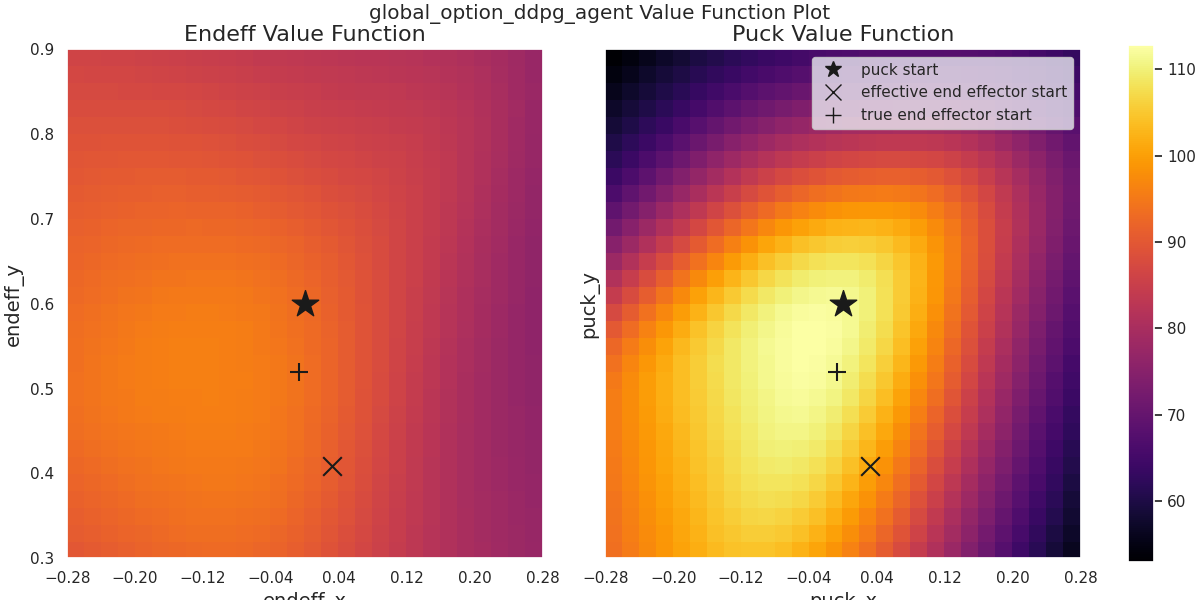 global_option_ddpg_agent Value Function Plot
Endeff Value Function
Puck Value Function
0.9
0.8
0.7
0.6
0.5
0.4
0.3
endeff_y
−0.28 −0.20 −0.12 −0.04 0.04 0.12 0.20 0.28
endeff_x
puck start
effective end effector start
true end effector start
puck_y
−0.28 −0.20 −0.12 −0.04 0.04 0.12 0.20 0.28
puck_x
110
100
90
80
70
60